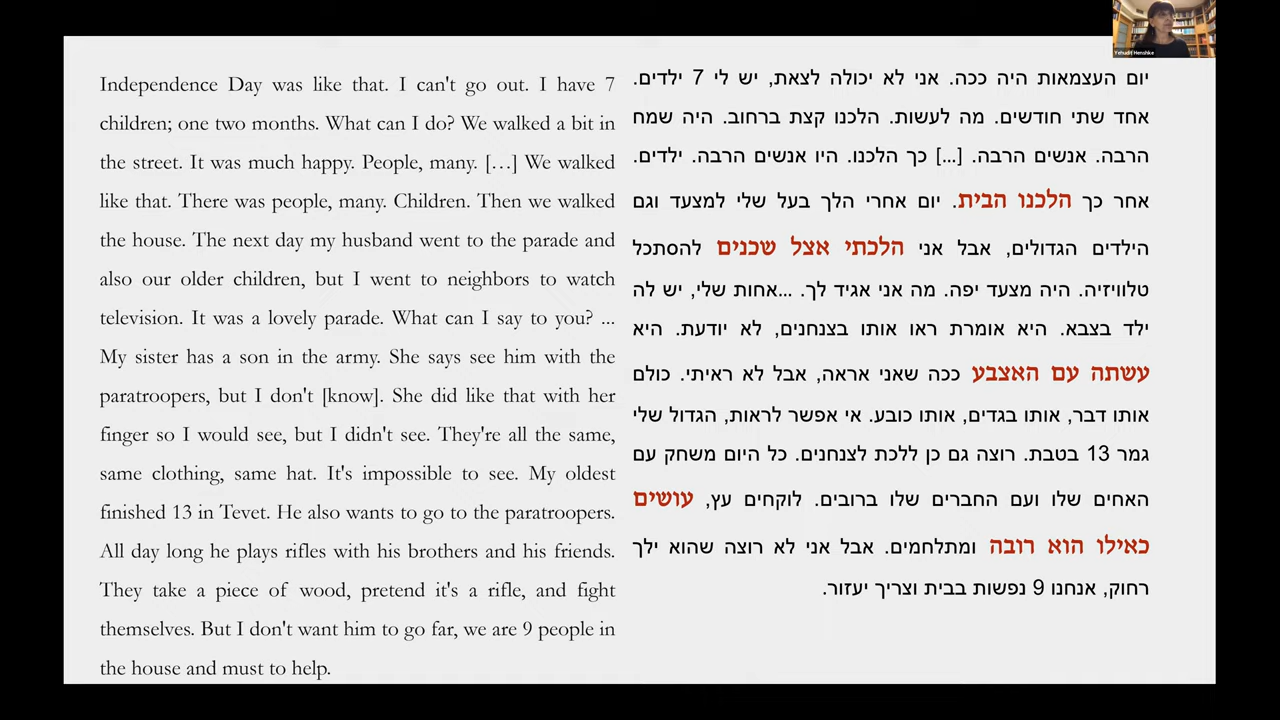 Independence Day was like that. I can't go out. I have 7
children; one two months. What can I do? We walked a bit in
the street. It was much happy. People, many. […] We walked
like that. There was people, many. Children. Then we walked
the house. The next day my husband went to the parade and
also our older children, but I went to neighbors to watch
television. It was a lovely parade. What can I say to you? ...
My sister has a son in the army. She says see him with the
paratroopers, but I don't [know]. She did like that with her
finger so I would see, but I didn't see. They're all the same,
same clothing, same hat. It's impossible to see. My oldest
finished 13 in Tevet. He also wants to go to the paratroopers.
All day long he plays rifles with his brothers and his friends.
They take a piece of wood, pretend it's a rifle, and fight
themselves. But I don't want him to go far, we are 9 people in
the house and must to help.
יום העצמאות היה ככה. אני לא יכולה לצאת, יש לי 7 ילדים.
אחד שתי חודשים. מה לעשות. הלכנו קצת ברחוב. היה שמח
הרבה. אנשים הרבה. [...] כך הלכנו. היו אנשים הרבה. ילדים.
אחר כך הלכנו הבית. יום אחרי הלך בעל שלי למצעד וגם
הילדים הגדולים, אבל אני הלכתי אצל שכנים להסתכל
טלוויזיה. היה מצעד יפה. מה אני אגיד לך. ...אחות שלי, יש לה
ילד בצבא. היא אומרת ראו אותו בצנחנים, לא יודעת. היא
עשתה עם האצבע ככה שאני אראה, אבל לא ראיתי. כולם
אותו דבר, אותו בגדים, אותו כובע. אי אפשר לראות, הגדול שלי
גמר 13 בטבת. רוצה גם כן ללכת לצנחנים. כל היום משחק עם
האחים שלו ועם החברים שלו ברובים. לוקחים עץ, עושים
כאילו הוא רובה ומתלחמים. אבל אני לא רוצה שהוא ילך
רחוק, אנחנו 9 נפשות בבית וצריך יעזור.
Yehudit Henshke